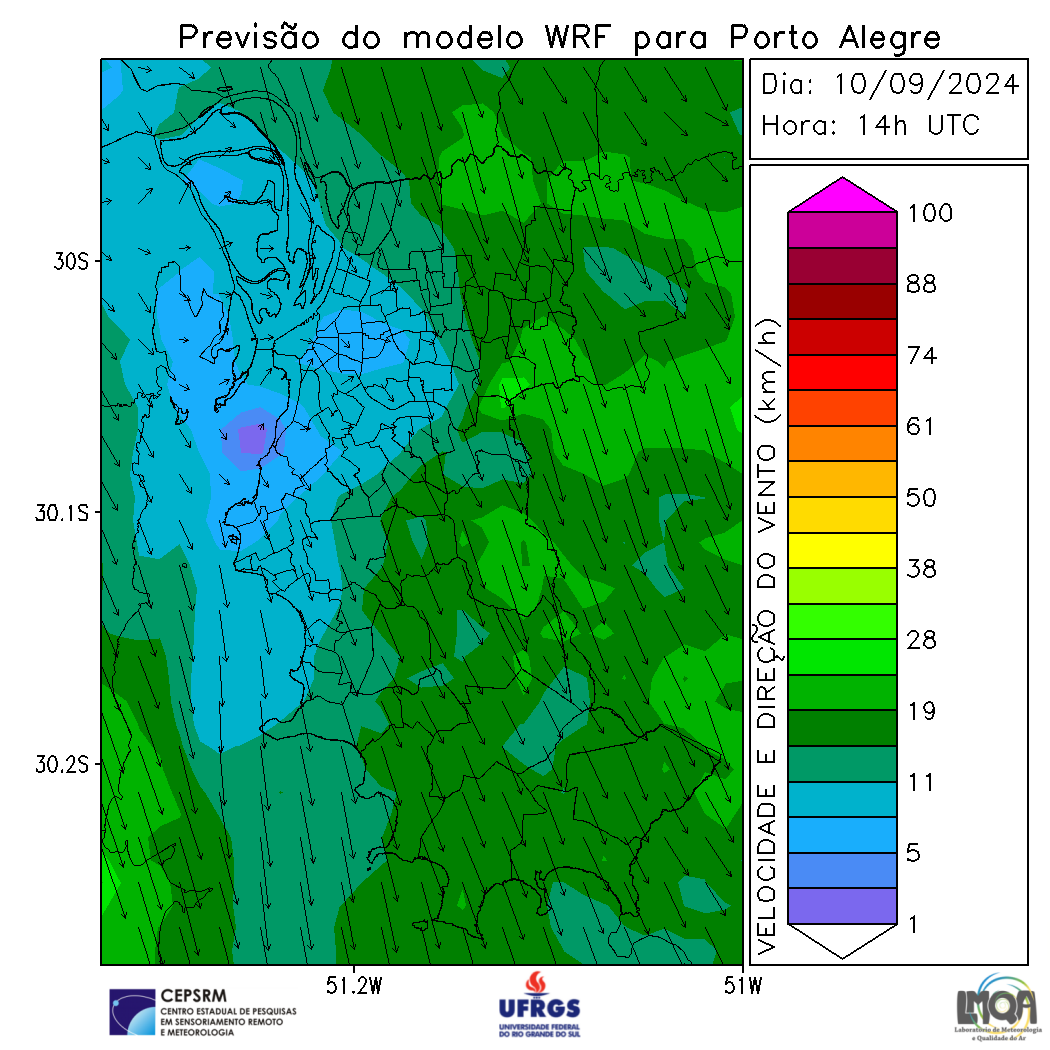 Previsão do modelo WRF para Porto Alegre
Dia: 10/09/2024
Hora: 14h UTC
30S
30.1S
30.2S
51.2W
51W
VELOCIDADE E DIREÇÃO DO VENTO (km/h)
100
88
74
61
50
38
28
19
11
5
1
CEPSRM
CENTRO ESTADUAL DE PESQUISAS
EM SENSORIAMENTO REMOTO
E METEOROLOGIA
UFRGS
UNIVERSIDADE FEDERAL
DO RIO GRANDE DO SUL
LMQA
Laboratório de Meteorologia
e Qualidade do Ar